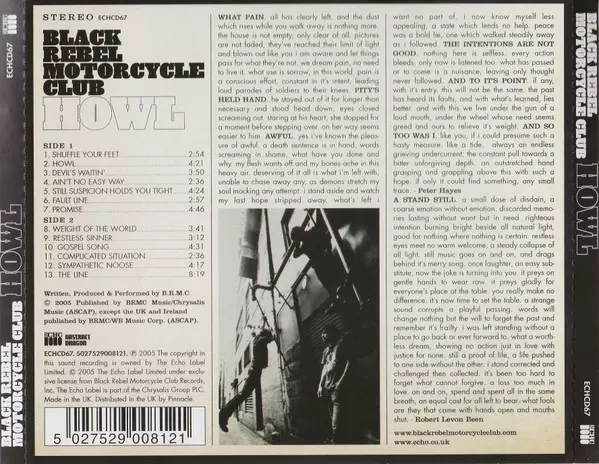 STEREO ECHCD67
BLACK
REBEL
MOTORCYCLE
CLUB
HOWL
SIDE 1
1. SHUFFLE YOUR FEET 2:54
2. HOWL 4:21
3. DEVIL'S WAITIN' 3:50
4. AIN'T NO EASY WAY 2:36
5. STILL SUSPICION HOLDS YOU TIGHT 4:24
6. FAULT LINE 2:57
7. PROMISE 4:46
SIDE 2
8. WEIGHT OF THE WORLD 3:41
9. RESTLESS SINNER 3:12
10. GOSPEL SONG 4:31
11. COMPLICATED SITUATION 2:36
12. SYMPATHETIC NOOSE 4:17
13. THE LINE 8:19
Written, Produced & Performed by B.R.M.C.
© 2005 Published by BRMC Music/Chrysalis
Music (ASCAP), except the UK and Ireland
published by BRMC/WB Music Corp. (ASCAP).
ECHO ABSTRACT
DRAGON
ECHCD67. 5027529008121. ℗ 2005 The copyright in
this sound recording is owned by The Echo Label
Limited. © 2005 The Echo Label Limited under exclu-
sive license from Black Rebel Motorcycle Club Records,
Inc. The Echo Label is part of the Chrysalis Group PLC.
Made in the UK. Distributed in the UK by Pinnacle.
5 027529 008121
WHAT PAIN. all has clearly left, and the dust
which rises while you walk away is nothing more.
the house is not empty, only clear of all. pictures
are not faded, they've reached their limit of light
and blown out like you i am aware and let things
pass for what they're not. we dream pain, no need
to live it. what use is sorrow, in this world. pain is
a conscious effort, constant in it's intent, leading
loud parades of soldiers to their knees. PITY'S
HELD HAND. he stayed out of it for longer than
necessary and stood head down, eyes closed
screaming out. staring at his heart, she stopped for
a moment before stepping over. on her way seems
easier to him. AWFUL. yes i've known the pleasu-
re of awful. a death sentence is in hand, words
screaming in shame, what have you done and
why. my flesh wants off and my bones ache in this
heavy air. deserving of it all is what i'm left with,
unable to chase away any, as demons stretch my
soul mocking any attempt. i stand aside and watch
my last hope stripped away. what's left i
want no part of. i now know myself less
appealing, a state which lends no help. peace
was a bold lie, one which walked steadily away
as i followed. THE INTENTIONS ARE NOT
GOOD. nothing here is selfless. every action
bleeds, only now is listened too. what has passed
or to come is a nuisance, leaving only thought
never followed. AND TO IT'S POINT. if any,
with it's entry, this will not be the same. the past
has heard its faults, and with what's learned, lies
better. and with this we live under the gun of a
loud mouth, under the wheel whose need seems
greed and ours to relieve it's weight. AND SO
TOO WAS I. like you, if i could presume such a
hasty measure. like a tide, always an endless
grieving undercurrent. the constant pull towards a
bitter unforgiving depth. an outstretched hand
grasping and grappling above this with such a
hope. if only it could find something, any small
trace. - Peter Hayes
A STAND STILL. a small dose of disdain, a
coarse emotion without emotion. discarded memo-
ries lasting without want but in need. righteous
intention burning bright beside all natural light,
good for nothing where nothing is certain. restless
eyes meet no warm welcome, a steady collapse of
all light. still music goes on and on, and drags
behind it's merry song. once laughter, an easy sub-
stitute, now the joke is turning into you. it preys on
gentle hands to wear raw. it preys gladly for
everyone's place at the table. you really make no
difference. it's now time to set the table. a strange
sound corrupts a playful passing. words will
change nothing but the will to forget the past and
remember it's frailty. i was left standing without a
place to go back or ever forward to. what a worth-
less dream, showing no action just in love with
justice for none. still a proof of life, a life pushed
to one side without the other. i stand corrected and
challenged then collected. it's been too hard to
forget what cannot forgive. a loss too much in
love, on and on, spend and spent all in the same
breath, an equal cost for all left to bear. what fools
are they that come with hands open and mouths
shut. - Robert Levon Been
www.blackrebelmotorcycleclub.com
www.echo.co.uk
BLACK REBEL
MOTORCYCLE CLUB HOWL
ECHCD67
ECHO
BLACK REBEL
MOTORCYCLE CLUB HOWL
ECHCD67
ECHO